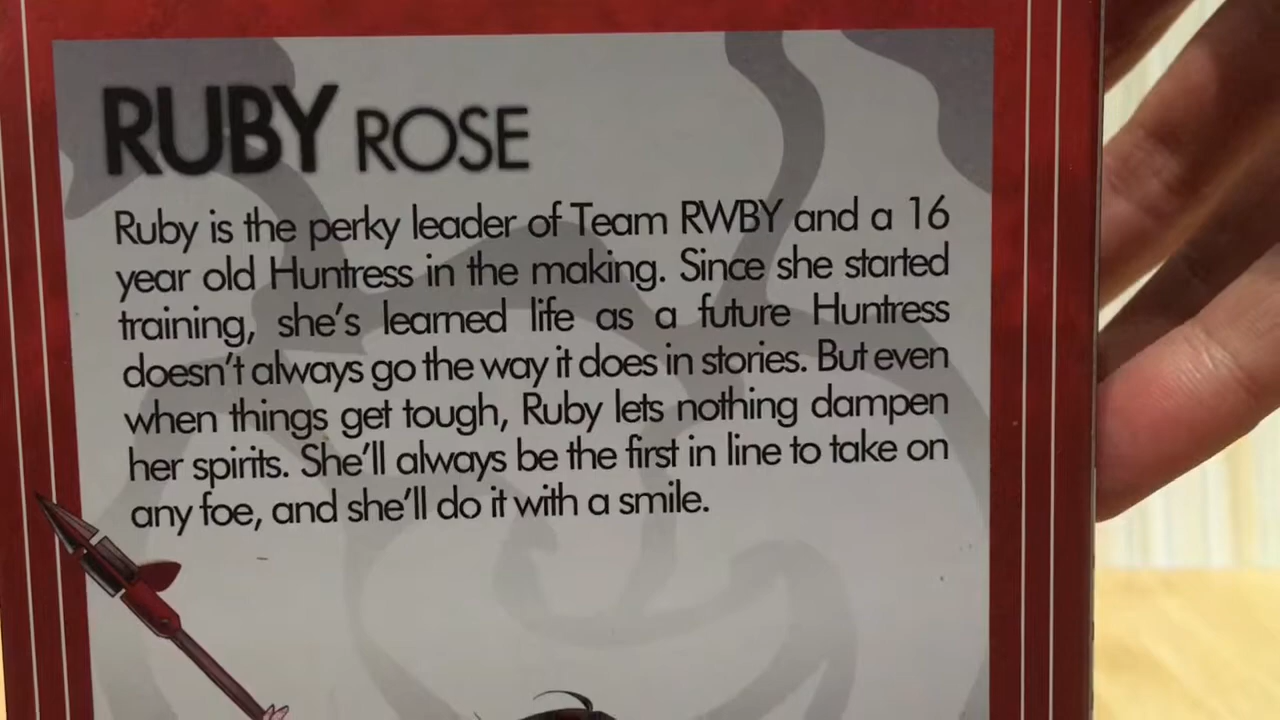 RUBY ROSE
Ruby is the perky leader of Team RWBY and a 16
year old Huntress in the making. Since she started
training, she's learned life as a future Huntress
doesn't always go the way it does in stories. But even
when things get tough, Ruby lets nothing dampen
her spirits. She'll always be the first in line to take on
any foe, and she'll do it with a smile.